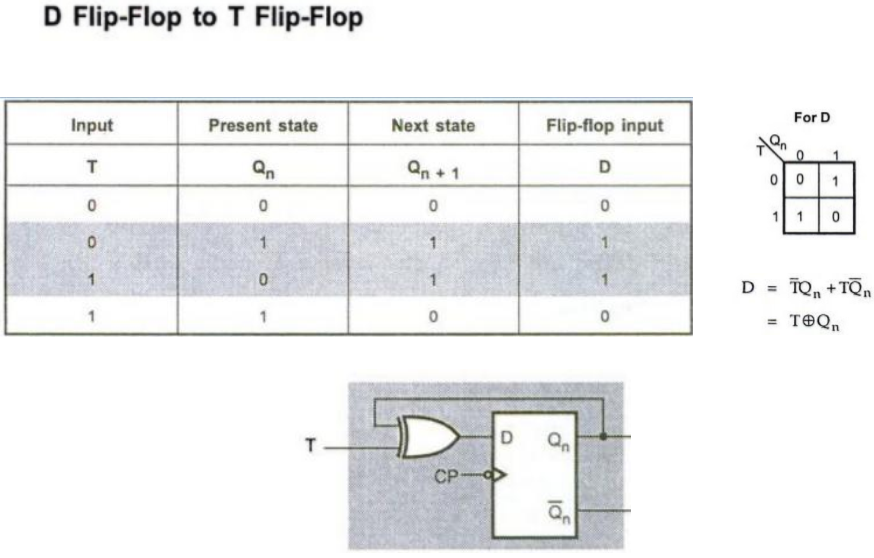 D Flip-Flop to T Flip-Flop
Input Present state Next state Flip-flop input
T Qn Qn + 1 D
0 0 0 0
0 1 1 1
1 0 1 1
1 1 0 0
For D
T Qn 0 1
0 0 1
1 1 0
D = T̅Qn + TQ̅n
= T⊕Qn
T
D Qn
CP
Q̅n